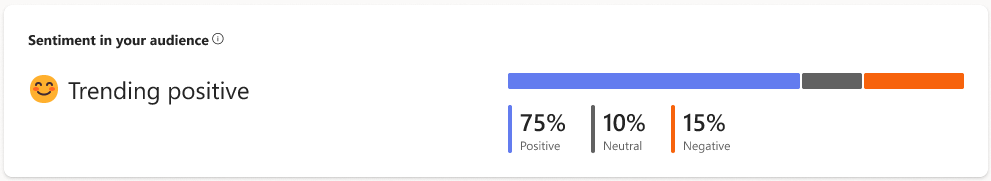 Sentiment in your audience
Trending positive
75% 10% 15%
Positive Neutral Negative